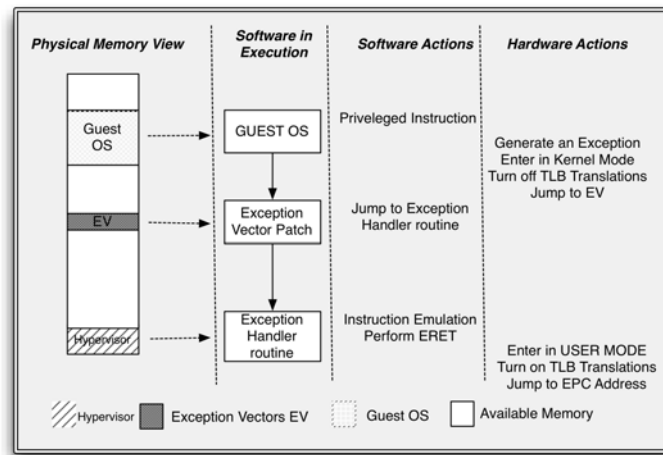 Physical Memory View
Software in
Execution
Software Actions
Hardware Actions
Guest
OS
GUEST OS
Priveleged Instruction
Generate an Exception
Enter in Kernel Mode
Turn off TLB Translations
Jump to EV
EV
Exception
Vector Patch
Jump to Exception
Handler routine
Hypervisor
Exception
Handler
routine
Instruction Emulation
Perform ERET
Enter in USER MODE
Turn on TLB Translations
Jump to EPC Address
Hypervisor
Exception Vectors EV
Guest OS
Available Memory